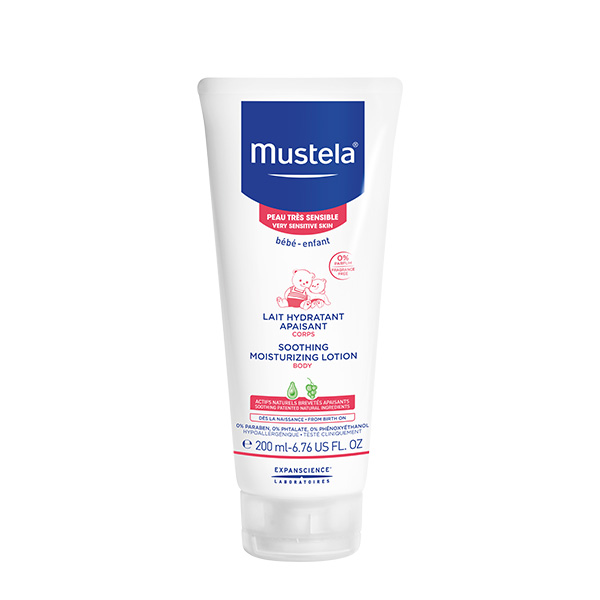 Mustela®
PEAU TRÈS SENSIBLE
VERY SENSITIVE SKIN
bébé-enfant
0%
PARFUM
FRAGRANCE
FREE
LAIT HYDRATANT
APAISANT
CORPS
SOOTHING
MOISTURIZING LOTION
BODY
ACTIFS NATURELS BREVETÉS APAISANTS
SOOTHING PATENTED NATURAL INGREDIENTS
DÈS LA NAISSANCE - FROM BIRTH ON
0% PARABEN, 0% PHTALATE, 0% PHÉNOXYÉTHANOL
HYPOALLERGÉNIQUE • TESTÉ CLINIQUEMENT
℮ 200 ml-6.76 US FL. OZ
EXPANSCIENCE®
LABORATOIRES